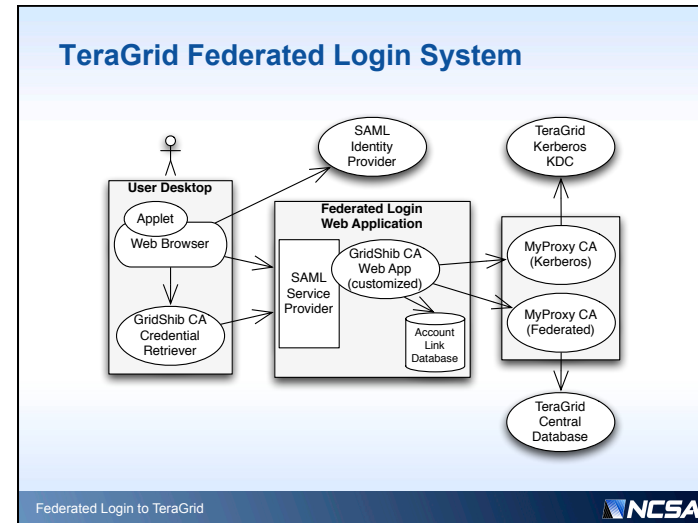 TeraGrid Federated Login System
SAML
Identity
Provider
TeraGrid
Kerberos
KDC
User Desktop
Applet
Web Browser
GridShib CA
Credential
Retriever
Federated Login
Web Application
SAML
Service
Provider
GridShib CA
Web App
(customized)
Account
Link
Database
MyProxy CA
(Kerberos)
MyProxy CA
(Federated)
TeraGrid
Central
Database
Federated Login to TeraGrid
NCSA